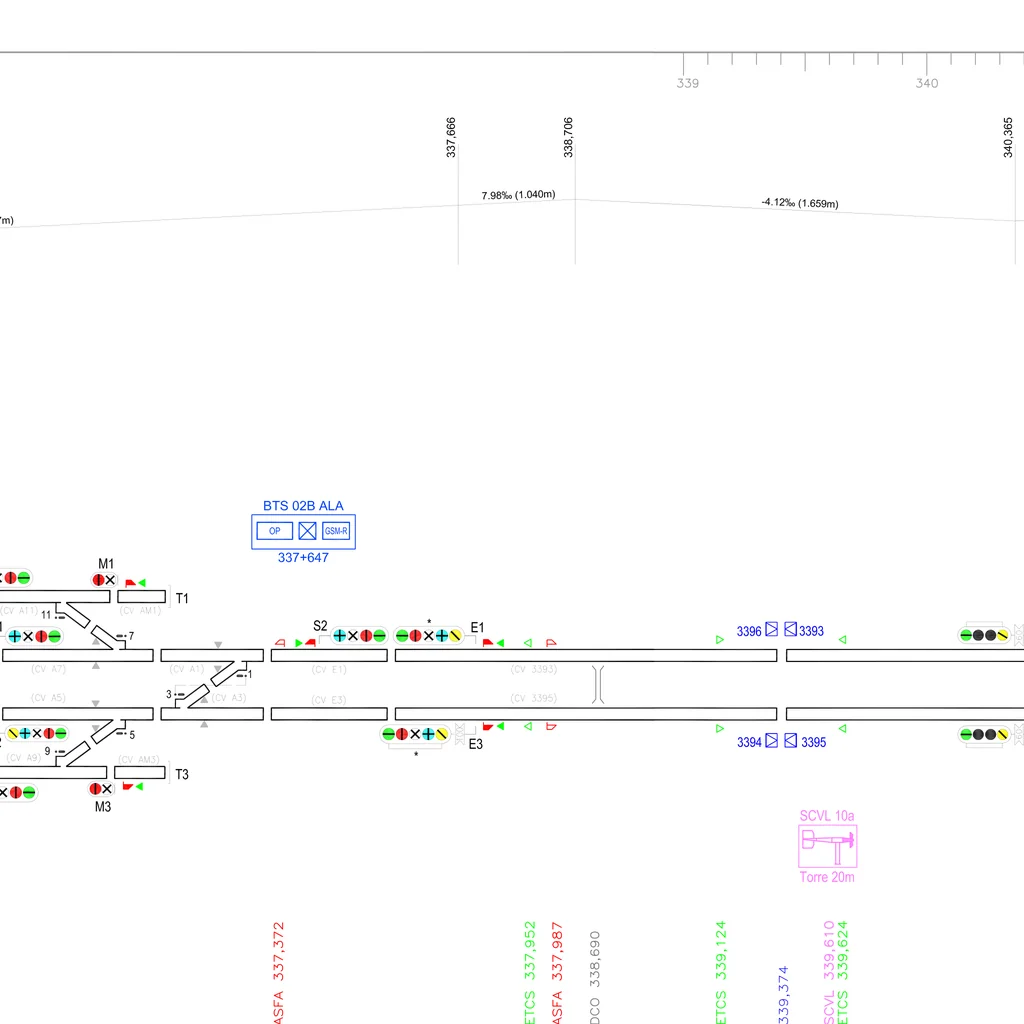 339
340
337,666
338,706
340,365
7m)
7.98‰ (1.040m)
-4.12‰ (1.659m)
BTS 02B ALA
OP
GSM-R
337+647
M1
T1
(CV A11)
(CV AM1)
11
7
S2
*
E1
3396
3393
(CV A7)
(CV A1)
(CV E1)
(CV 3393)
1
3
(CV A5)
(CV A3)
(CV E3)
(CV 3395)
5
9
(CV A9)
(CV AM3)
*
E3
3394
3395
T3
M3
SCVL 10a
Torre 20m
ASFA 337,372
ETCS 337,952
ASFA 337,987
DCO 338,690
ETCS 339,124
339,374
SCVL 339,610
ETCS 339,624